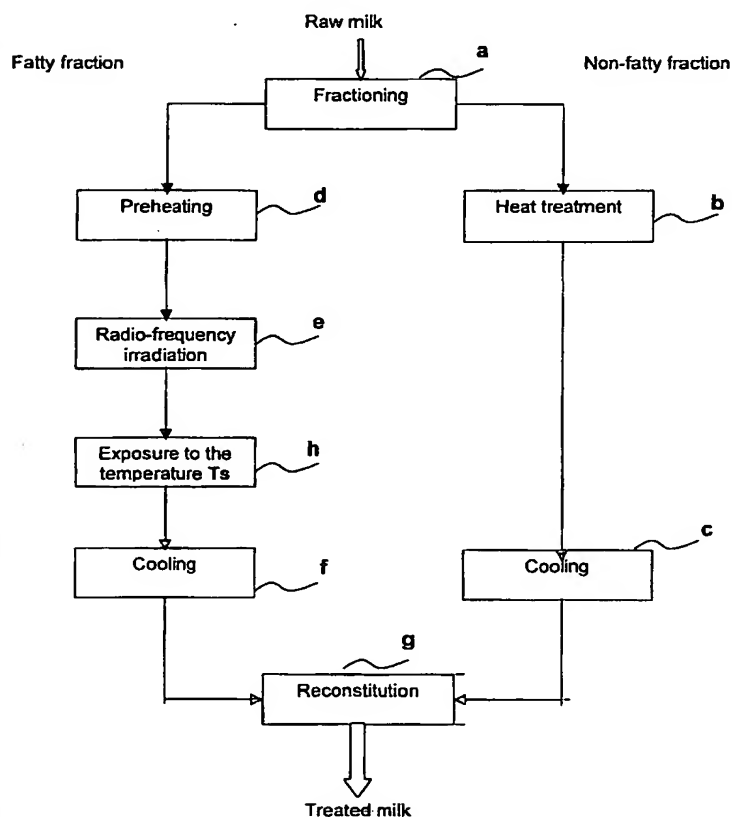 Raw milk
a
Fatty fraction
Non-fatty fraction
Fractioning
Preheating
d
Heat treatment
b
Radio-frequency
irradiation
e
Exposure to the
temperature Ts
h
Cooling
f
Cooling
c
g
Reconstitution
Treated milk